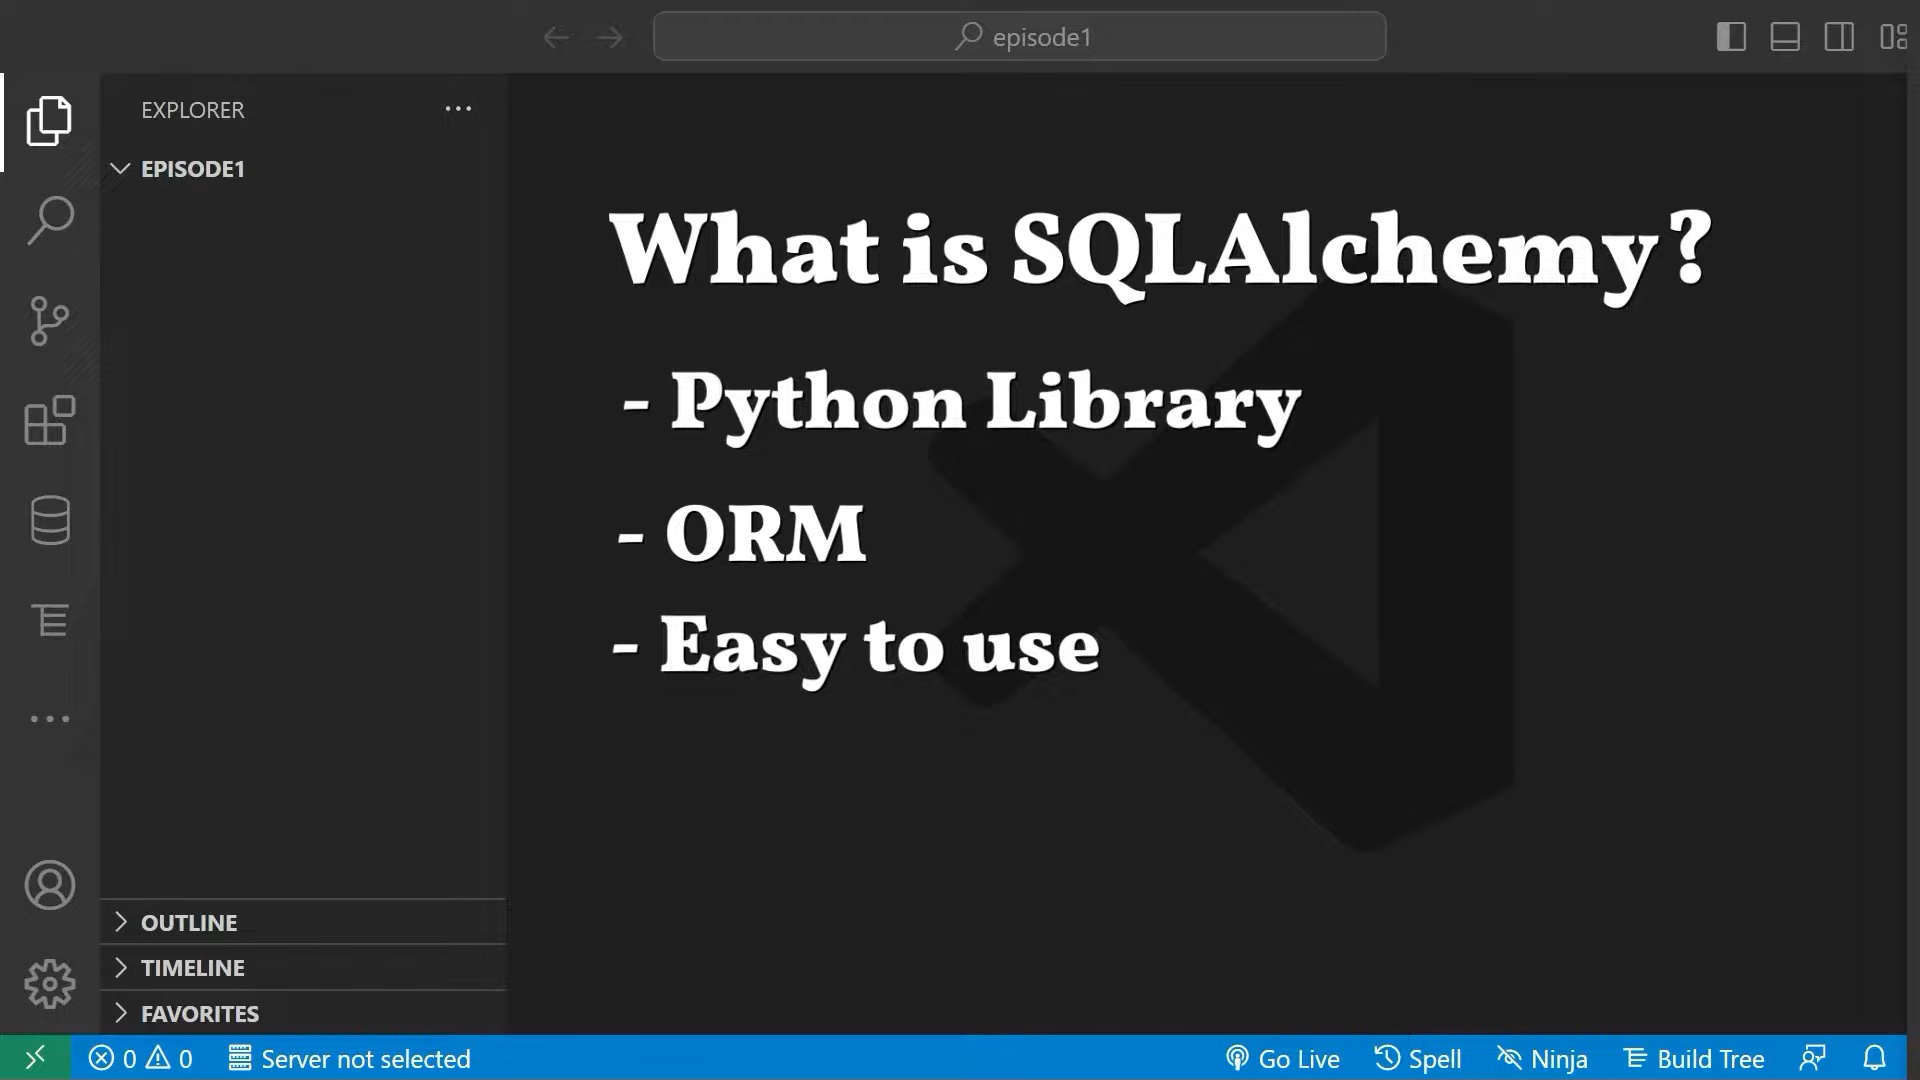 episode1
EXPLORER
EPISODE1
What is SQLAlchemy?
- Python Library
- ORM
- Easy to use
OUTLINE
TIMELINE
FAVORITES
0 0 Server not selected Go Live Spell Ninja Build Tree